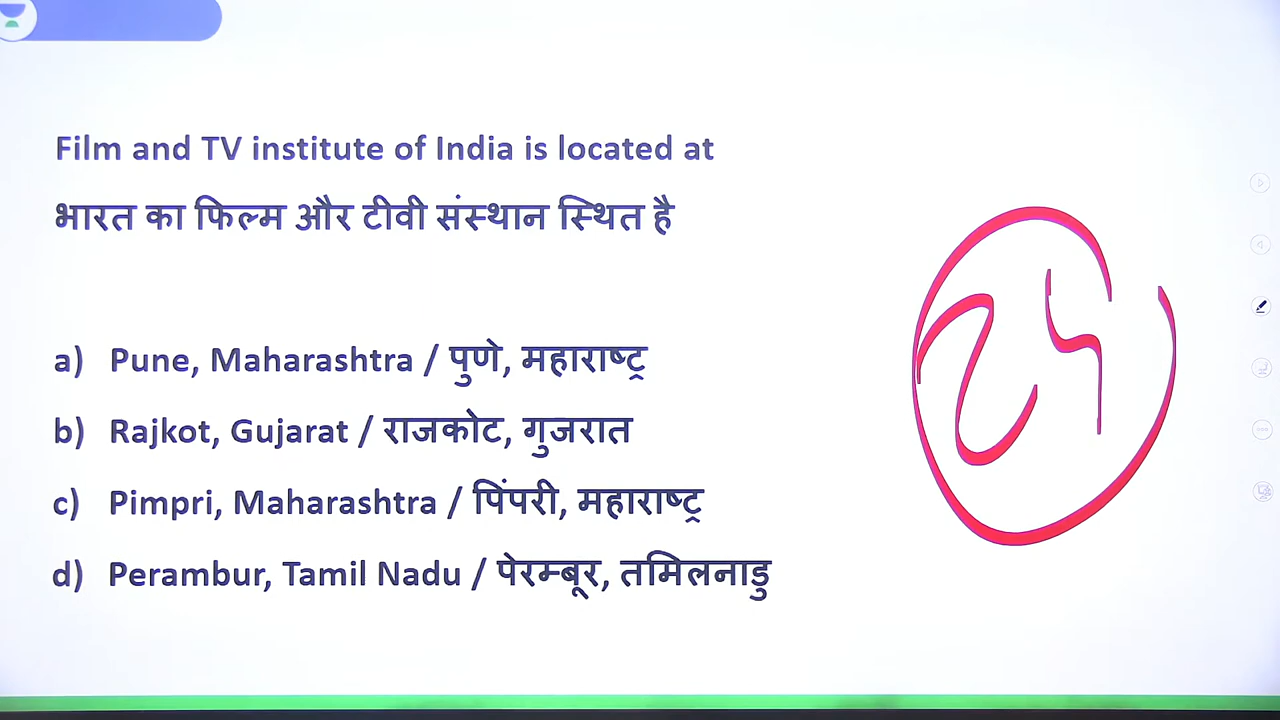 Film and TV institute of India is located at
भारत का फिल्म और टीवी संस्थान स्थित है
a) Pune, Maharashtra / पुणे, महाराष्ट्र
b) Rajkot, Gujarat / राजकोट, गुजरात
c) Pimpri, Maharashtra / पिंपरी, महाराष्ट्र
d) Perambur, Tamil Nadu / पेरम्बूर, तमिलनाडु